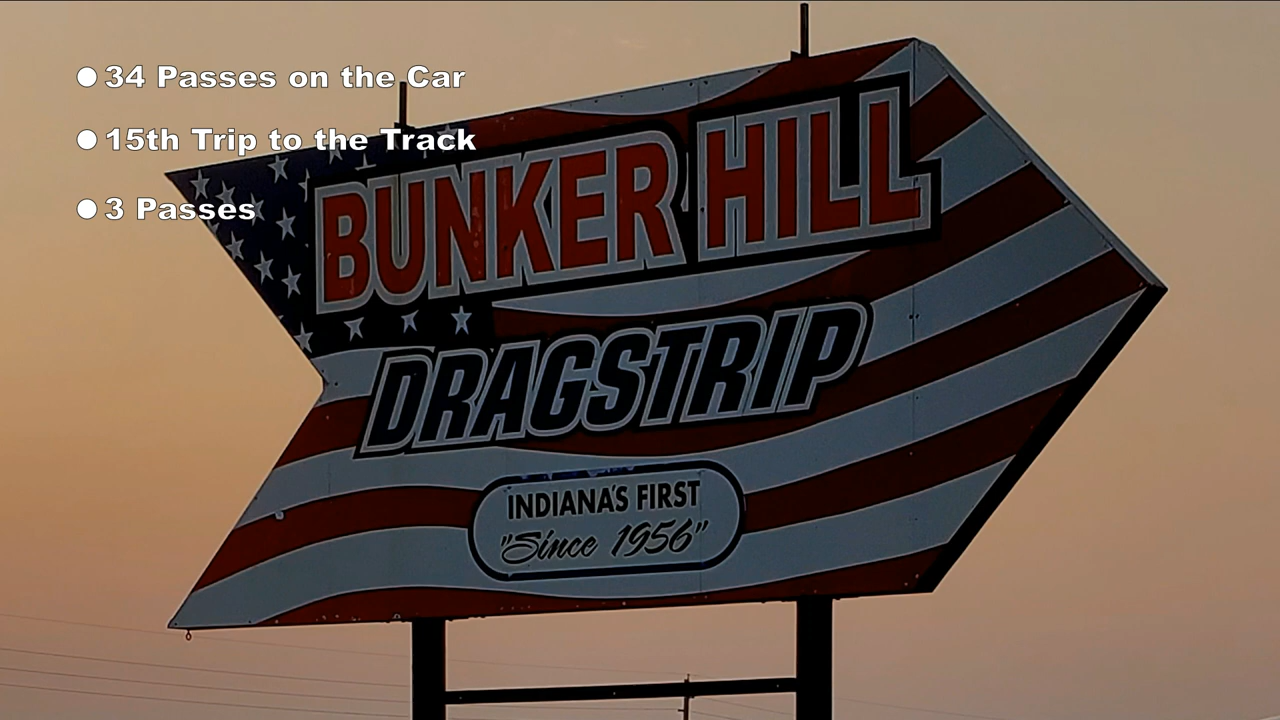 34 Passes on the Car
15th Trip to the Track
3 Passes
BUNKER HILL
DRAGSTRIP
INDIANA'S FIRST
"Since 1956"